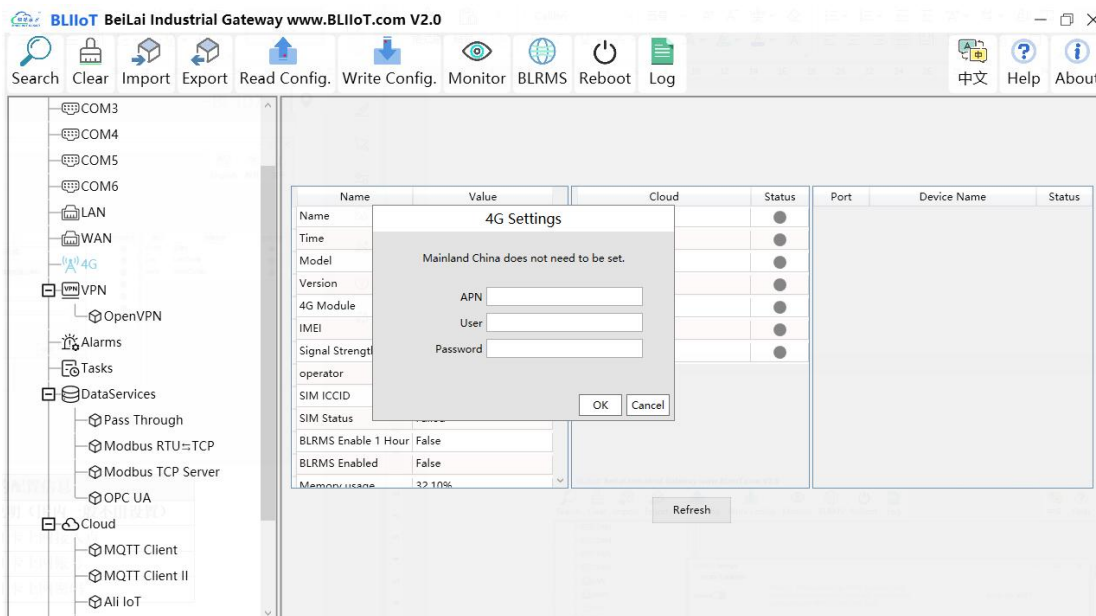 BLIIoT BeiLai Industrial Gateway www.BLIIoT.com V2.0
Search Clear Import Export Read Config. Write Config. Monitor BLRMS Reboot Log 中文 Help About
COM3
COM4
COM5
COM6
LAN
WAN
4G
VPN
OpenVPN
Alarms
Tasks
DataServices
Pass Through
Modbus RTU⇆TCP
Modbus TCP Server
OPC UA
Cloud
MQTT Client
MQTT Client II
Ali IoT
Name Value
Name
Time
Model
Version
4G Module
IMEI
Signal Strengtl
operator
SIM ICCID
SIM Status
BLRMS Enable 1 Hour False
BLRMS Enabled False
Memory usage 32.10%
Cloud Status
Port Device Name Status
4G Settings
Mainland China does not need to be set.
APN
User
Password
OK Cancel
Refresh